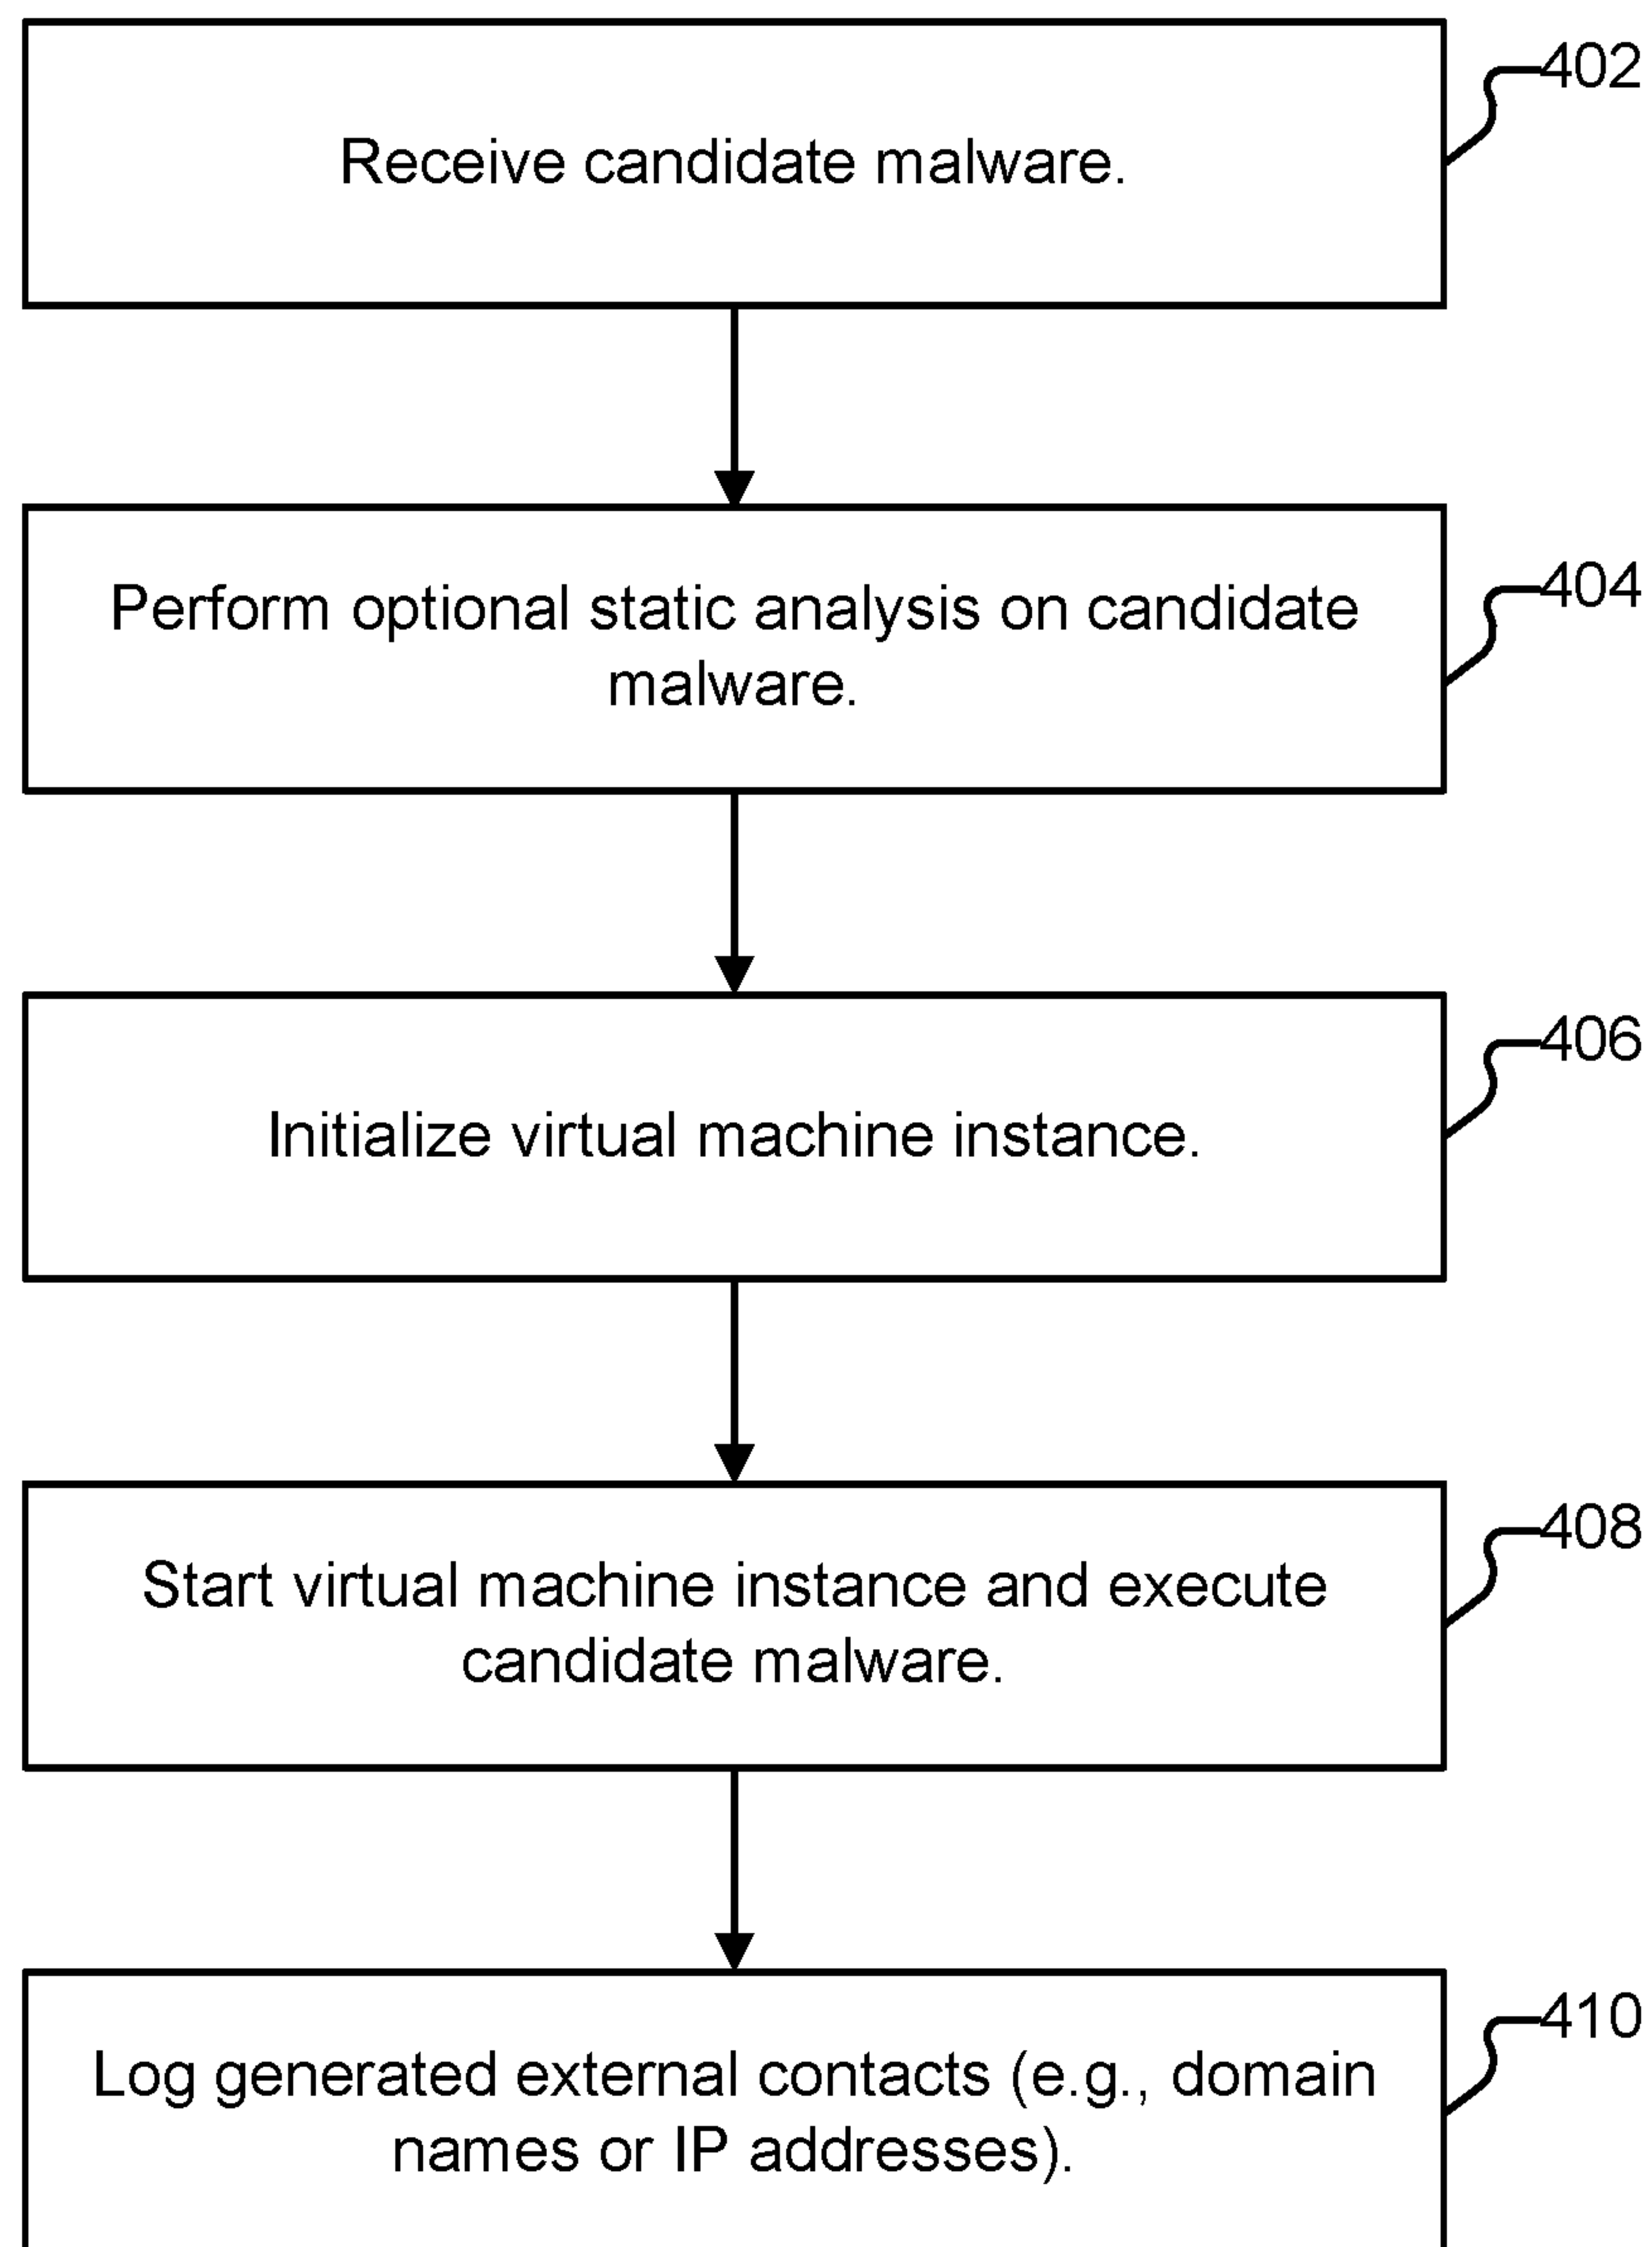 402
Receive candidate malware.
404
Perform optional static analysis on candidate
malware.
406
Initialize virtual machine instance.
408
Start virtual machine instance and execute
candidate malware.
410
Log generated external contacts (e.g., domain
names or IP addresses).